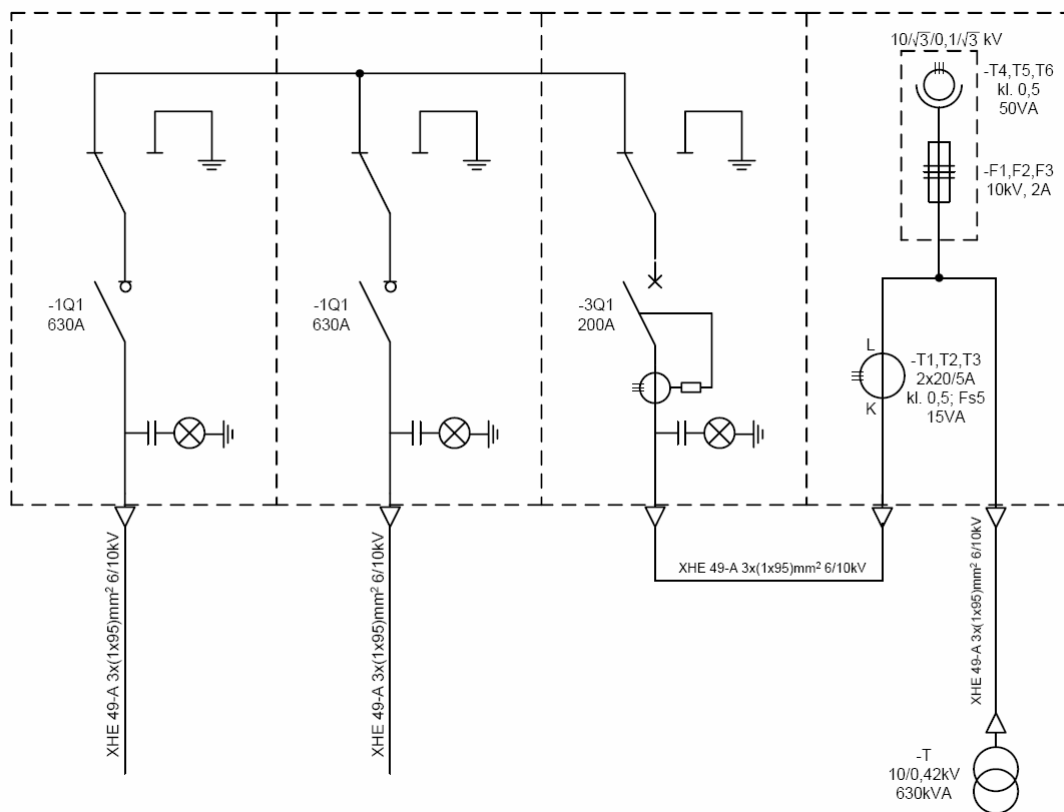 10/√3/0,1/√3 kV
-T4,T5,T6
kl. 0,5
50VA
-F1,F2,F3
10kV, 2A
-1Q1
630A
-1Q1
630A
-3Q1
200A
L
K
-T1,T2,T3
2x20/5A
kl. 0,5; Fs5
15VA
XHE 49-A 3x(1x95)mm² 6/10kV
XHE 49-A 3x(1x95)mm² 6/10kV
XHE 49-A 3x(1x95)mm² 6/10kV
XHE 49-A 3x(1x95)mm² 6/10kV
-T
10/0,42kV
630kVA